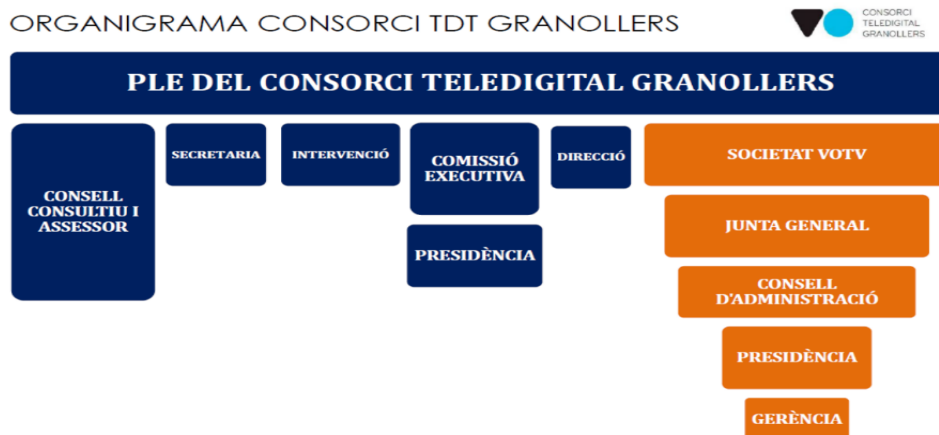 ORGANIGRAMA CONSORCI TDT GRANOLLERS
CONSORCI
TELEDIGITAL
GRANOLLERS
PLE DEL CONSORCI TELEDIGITAL GRANOLLERS
CONSELL
CONSULTIU I
ASSESSOR
SECRETARIA
INTERVENCIÓ
COMISSIÓ
EXECUTIVA
PRESIDÈNCIA
DIRECCIÓ
SOCIETAT VOTV
JUNTA GENERAL
CONSELL
D'ADMINISTRACIÓ
PRESIDÈNCIA
GERÈNCIA